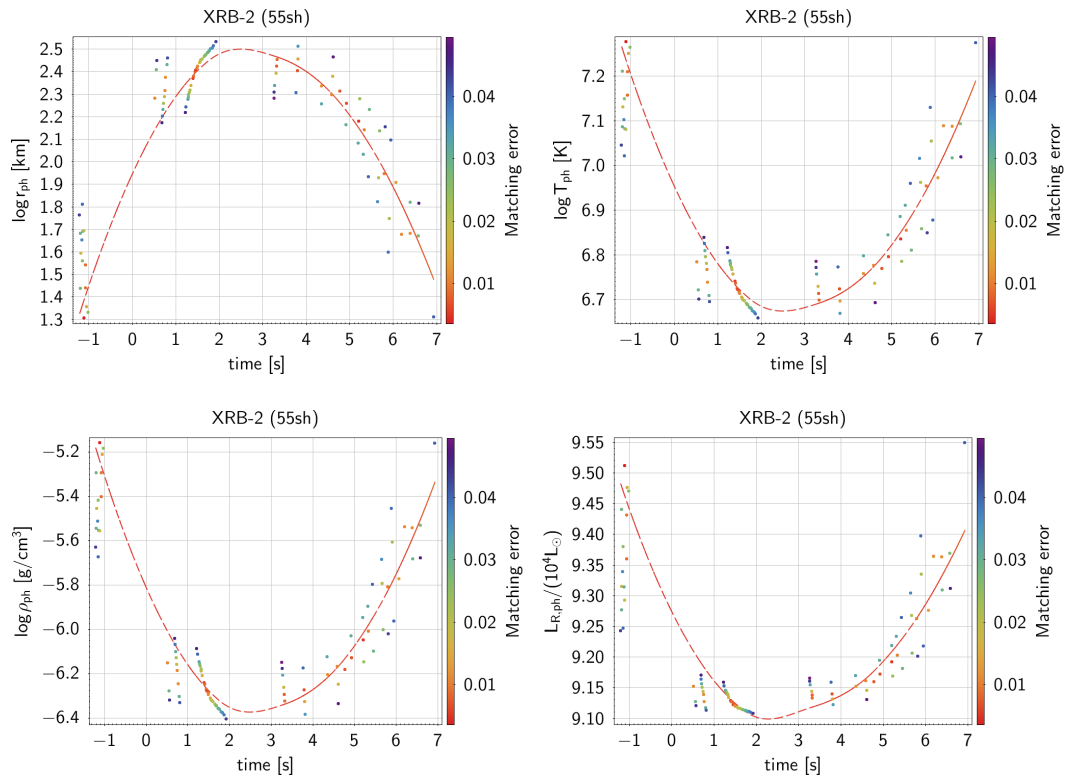 XRB-2 (55sh)
log r_ph [km]
2.5
2.4
2.3
2.2
2.1
2.0
1.9
1.8
1.7
1.6
1.5
1.4
1.3
−1 0 1 2 3 4 5 6 7
time [s]
0.04
0.03
0.02
0.01
Matching error
XRB-2 (55sh)
log T_ph [K]
7.2
7.1
7.0
6.9
6.8
6.7
−1 0 1 2 3 4 5 6 7
time [s]
0.04
0.03
0.02
0.01
Matching error
XRB-2 (55sh)
log ρ_ph [g/cm³]
−5.2
−5.4
−5.6
−5.8
−6.0
−6.2
−6.4
−1 0 1 2 3 4 5 6 7
time [s]
0.04
0.03
0.02
0.01
Matching error
XRB-2 (55sh)
L_R,ph/(10⁴L_⊙)
9.55
9.50
9.45
9.40
9.35
9.30
9.25
9.20
9.15
9.10
−1 0 1 2 3 4 5 6 7
time [s]
0.04
0.03
0.02
0.01
Matching error